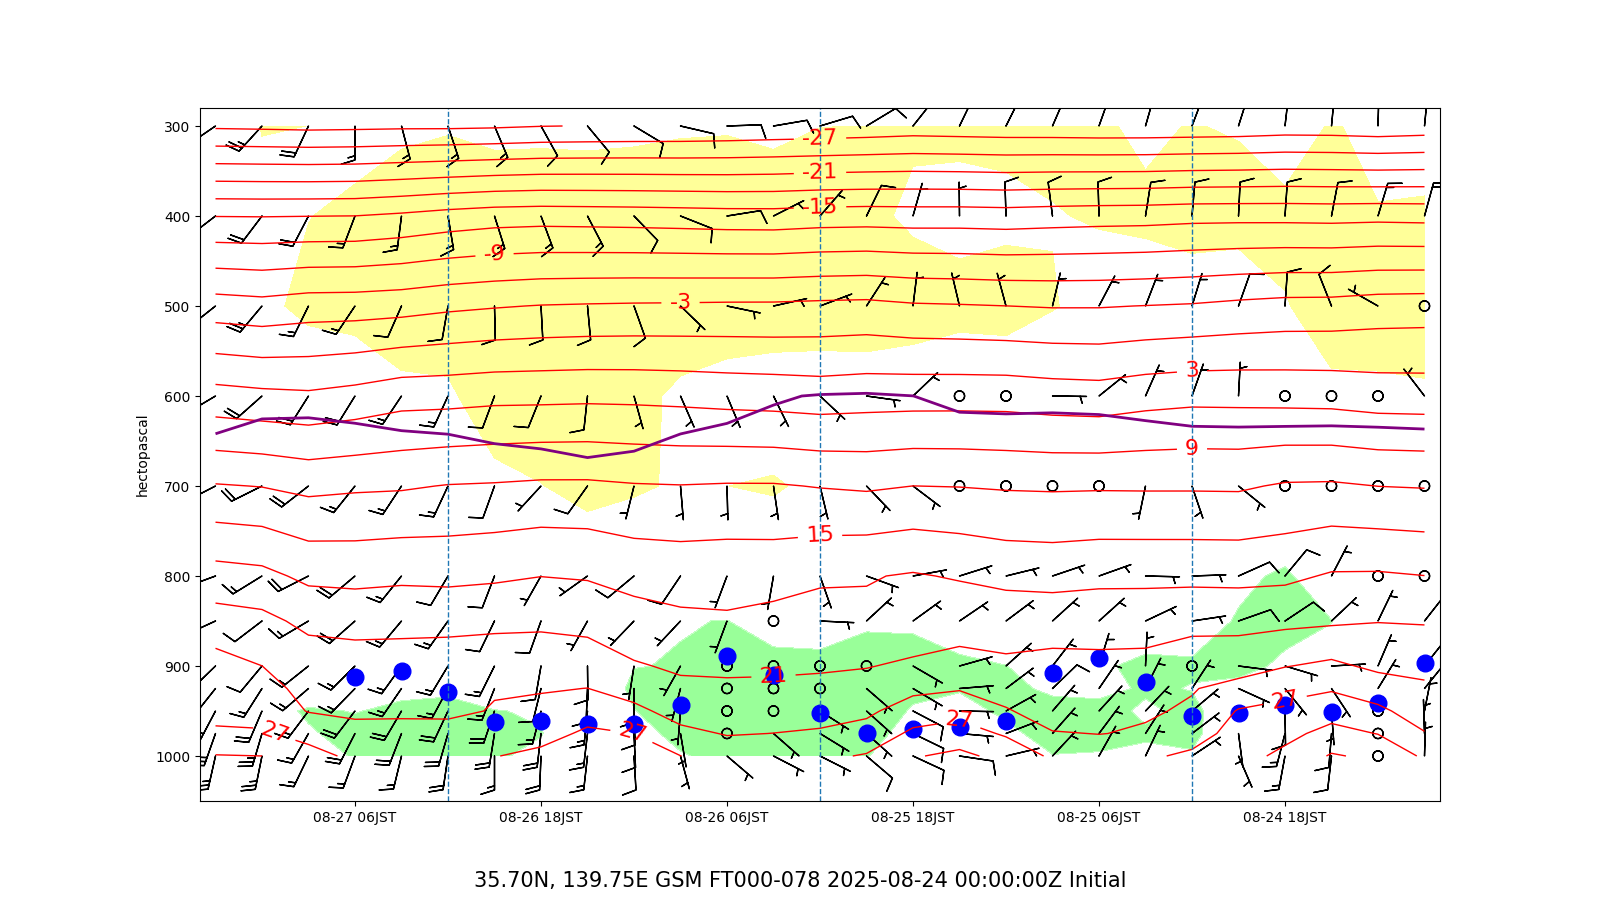 300
400
500
600
700
800
900
1000
hectopascal
-27
-21
-15
-9
-3
3
9
15
21
27
27
27
27
08-27 06JST
08-26 18JST
08-26 06JST
08-25 18JST
08-25 06JST
08-24 18JST
35.70N, 139.75E GSM FT000-078 2025-08-24 00:00:00Z Initial